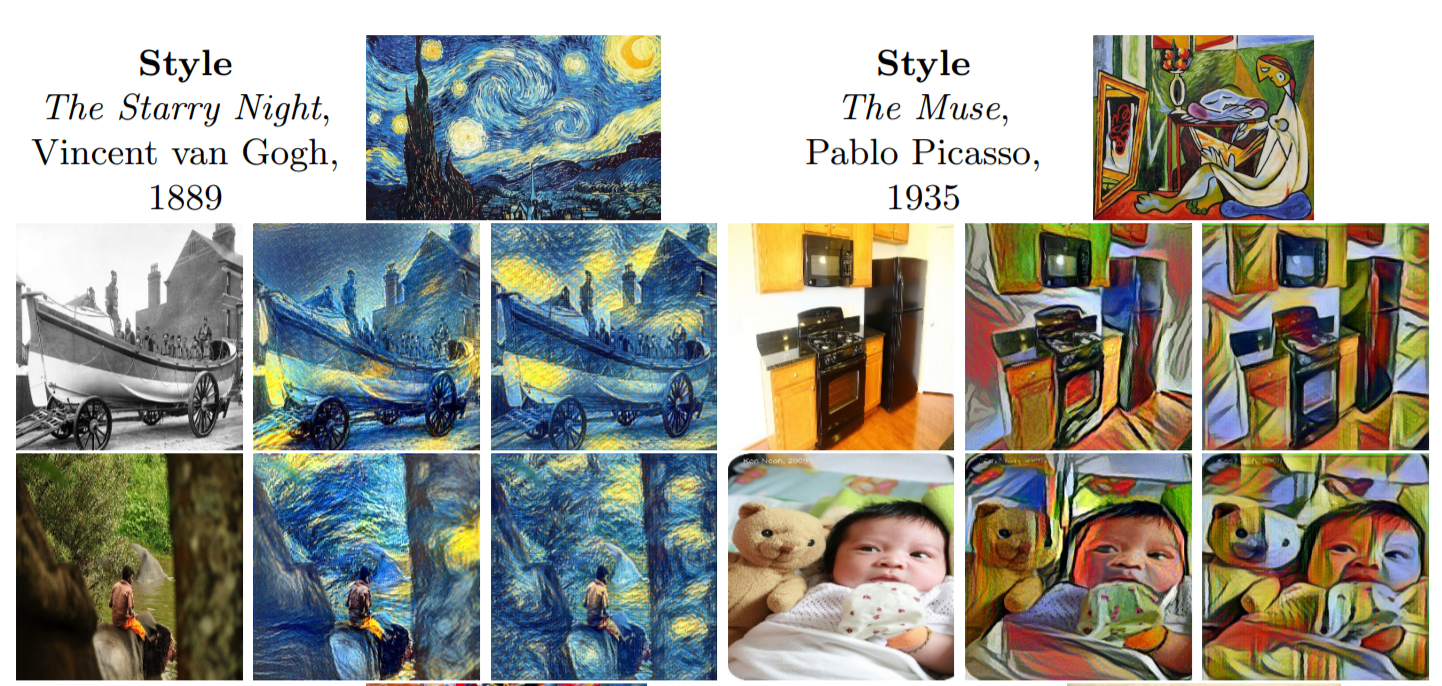 Style
The Starry Night,
Vincent van Gogh,
1889
Style
The Muse,
Pablo Picasso,
1935
Ken Neoh, 2009